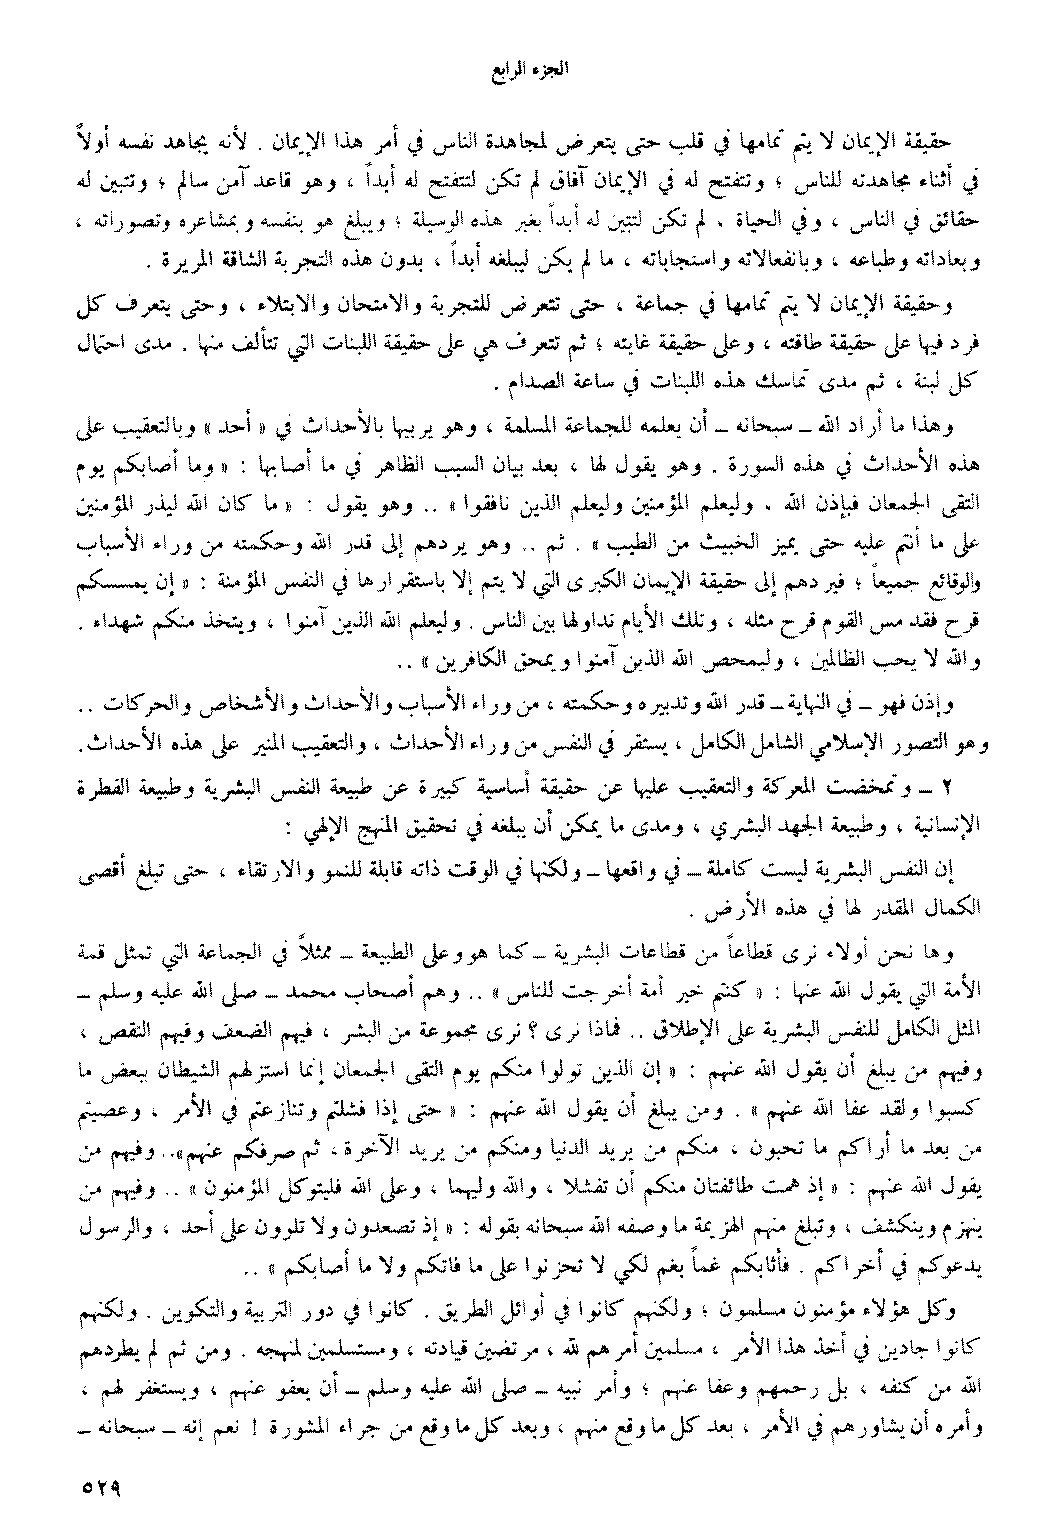 الجزء الرابع
حقيقة الإيمان لا يتم تمامها في قلب حتى يتعرض لمجاهدة الناس في أمر هذا الإيمان . لأنه يجاهد نفسه أولاً
في أثناء مجاهدته للناس ؛ وتتفتح له في الإيمان آفاق لم تكن لتتفتح له أبداً ، وهو قاعد آمن سالم ؛ وتتبين له
حقائق في الناس ، وفي الحياة ، لم تكن لتتبين له أبداً بغير هذه الوسيلة ؛ ويبلغ هو بنفسه وبمشاعره وتصوراته ،
وبعاداته وطباعه ، وبانفعالاته واستجاباته ، ما لم يكن ليبلغه أبداً ، بدون هذه التجربة الشاقة المريرة .
وحقيقة الإيمان لا يتم تمامها في جماعة ، حتى تتعرض للتجربة والامتحان والابتلاء ، وحتى يتعرف كل
فرد فيها على حقيقة طاقته ، وعلى حقيقة غايته ؛ ثم تتعرف هي على حقيقة اللبنات التي تتألف منها . مدى احتمال
كل لبنة ، ثم مدى تماسك هذه اللبنات في ساعة الصدام .
وهذا ما أراد الله – سبحانه – أن يعلمه للجماعة المسلمة ، وهو يربيها بالأحداث في « أحد » وبالتعقيب على
هذه الأحداث في هذه السورة . وهو يقول لها ، بعد بيان السبب الظاهر في ما أصابها : « وما أصابكم يوم
التقى الجمعان فبإذن الله ، وليعلم المؤمنين وليعلم الذين نافقوا » .. وهو يقول : « ما كان الله ليذر المؤمنين
على ما أنتم عليه حتى يميز الخبيث من الطيب » . ثم .. وهو يردهم إلى قدر الله وحكمته من وراء الأسباب
والوقائع جميعاً ؛ فيردهم إلى حقيقة الإيمان الكبرى التي لا يتم إلا باستقرارها في النفس المؤمنة : « إن يمسسكم
قرح فقد مس القوم قرح مثله ، وتلك الأيام نداولها بين الناس . وليعلم الله الذين آمنوا ، ويتخذ منكم شهداء .
والله لا يحب الظالمين ، وليمحص الله الذين آمنوا ويمحق الكافرين » ..
وإذن فهو – في النهاية – قدر الله وتدبيره وحكمته ، من وراء الأسباب والأحداث والأشخاص والحركات ..
وهو التصور الإسلامي الشامل الكامل ، يستقر في النفس من وراء الأحداث ، والتعقيب المنير على هذه الأحداث.
٢ – وتمخضت المعركة والتعقيب عليها عن حقيقة أساسية كبيرة عن طبيعة النفس البشرية وطبيعة الفطرة
الإنسانية ، وطبيعة الجهد البشري ، ومدى ما يمكن أن يبلغه في تحقيق المنهج الإلهي :
إن النفس البشرية ليست كاملة – في واقعها – ولكنها في الوقت ذاته قابلة للنمو والارتقاء ، حتى تبلغ أقصى
الكمال المقدر لها في هذه الأرض .
وها نحن أولاء نرى قطاعاً من قطاعات البشرية – كما هو وعلى الطبيعة – ممثلاً في الجماعة التي تمثل قمة
الأمة التي يقول الله عنها : « كنتم خير أمة أخرجت للناس » .. وهم أصحاب محمد – صلى الله عليه وسلم –
المثل الكامل للنفس البشرية على الإطلاق .. فماذا نرى ؟ نرى مجموعة من البشر ، فيهم الضعف وفيهم النقص ،
وفيهم من يبلغ أن يقول الله عنهم : « إن الذين تولوا منكم يوم التقى الجمعان إنما استزلهم الشيطان ببعض ما
كسبوا ولقد عفا الله عنهم » . ومن يبلغ أن يقول الله عنهم : « حتى إذا فشلتم وتنازعتم في الأمر ، وعصيتم
من بعد ما أراكم ما تحبون ، منكم من يريد الدنيا ومنكم من يريد الآخرة ، ثم صرفكم عنهم».. وفيهم من
يقول الله عنهم : « إذ همت طائفتان منكم أن تفشلا ، والله وليهما ، وعلى الله فليتوكل المؤمنون » .. وفيهم من
ينهزم وينكشف ، وتبلغ منهم الهزيمة ما وصفه الله سبحانه بقوله : « إذ تصعدون ولا تلوون على أحد ، والرسول
يدعوكم في أخراكم . فأثابكم غماً بغم لكي لا تحزنوا على ما فاتكم ولا ما أصابكم » ..
وكل هؤلاء مؤمنون مسلمون ؛ ولكنهم كانوا في أوائل الطريق . كانوا في دور التربية والتكوين . ولكنهم
كانوا جادين في أخذ هذا الأمر ، مسلمين أمرهم لله ، مرتضين قيادته ، ومستسلمين لمنهجه . ومن ثم لم يطردهم
الله من كنفه ، بل رحمهم وعفا عنهم ؛ وأمر نبيه – صلى الله عليه وسلم – أن يعفو عنهم ، ويستغفر لهم ،
وأمره أن يشاورهم في الأمر ، بعد كل ما وقع منهم ، وبعد كل ما وقع من جراء المشورة ! نعم إنه – سبحانه –
٥٢٩